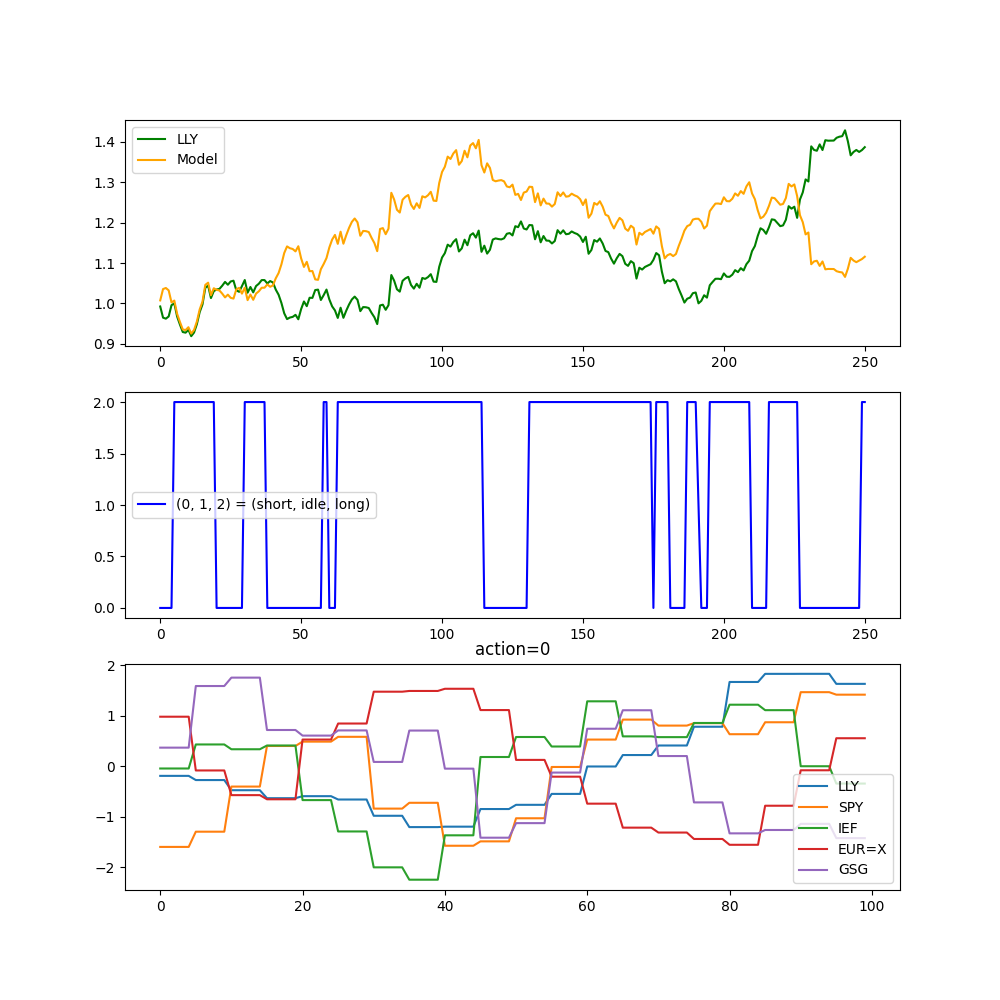 LLY
Model
1.4
1.3
1.2
1.1
1.0
0.9
0 50 100 150 200 250
2.0
1.5
1.0
0.5
0.0
(0, 1, 2) = (short, idle, long)
0 50 100 150 200 250
action=0
2
1
0
−1
−2
LLY
SPY
IEF
EUR=X
GSG
0 20 40 60 80 100